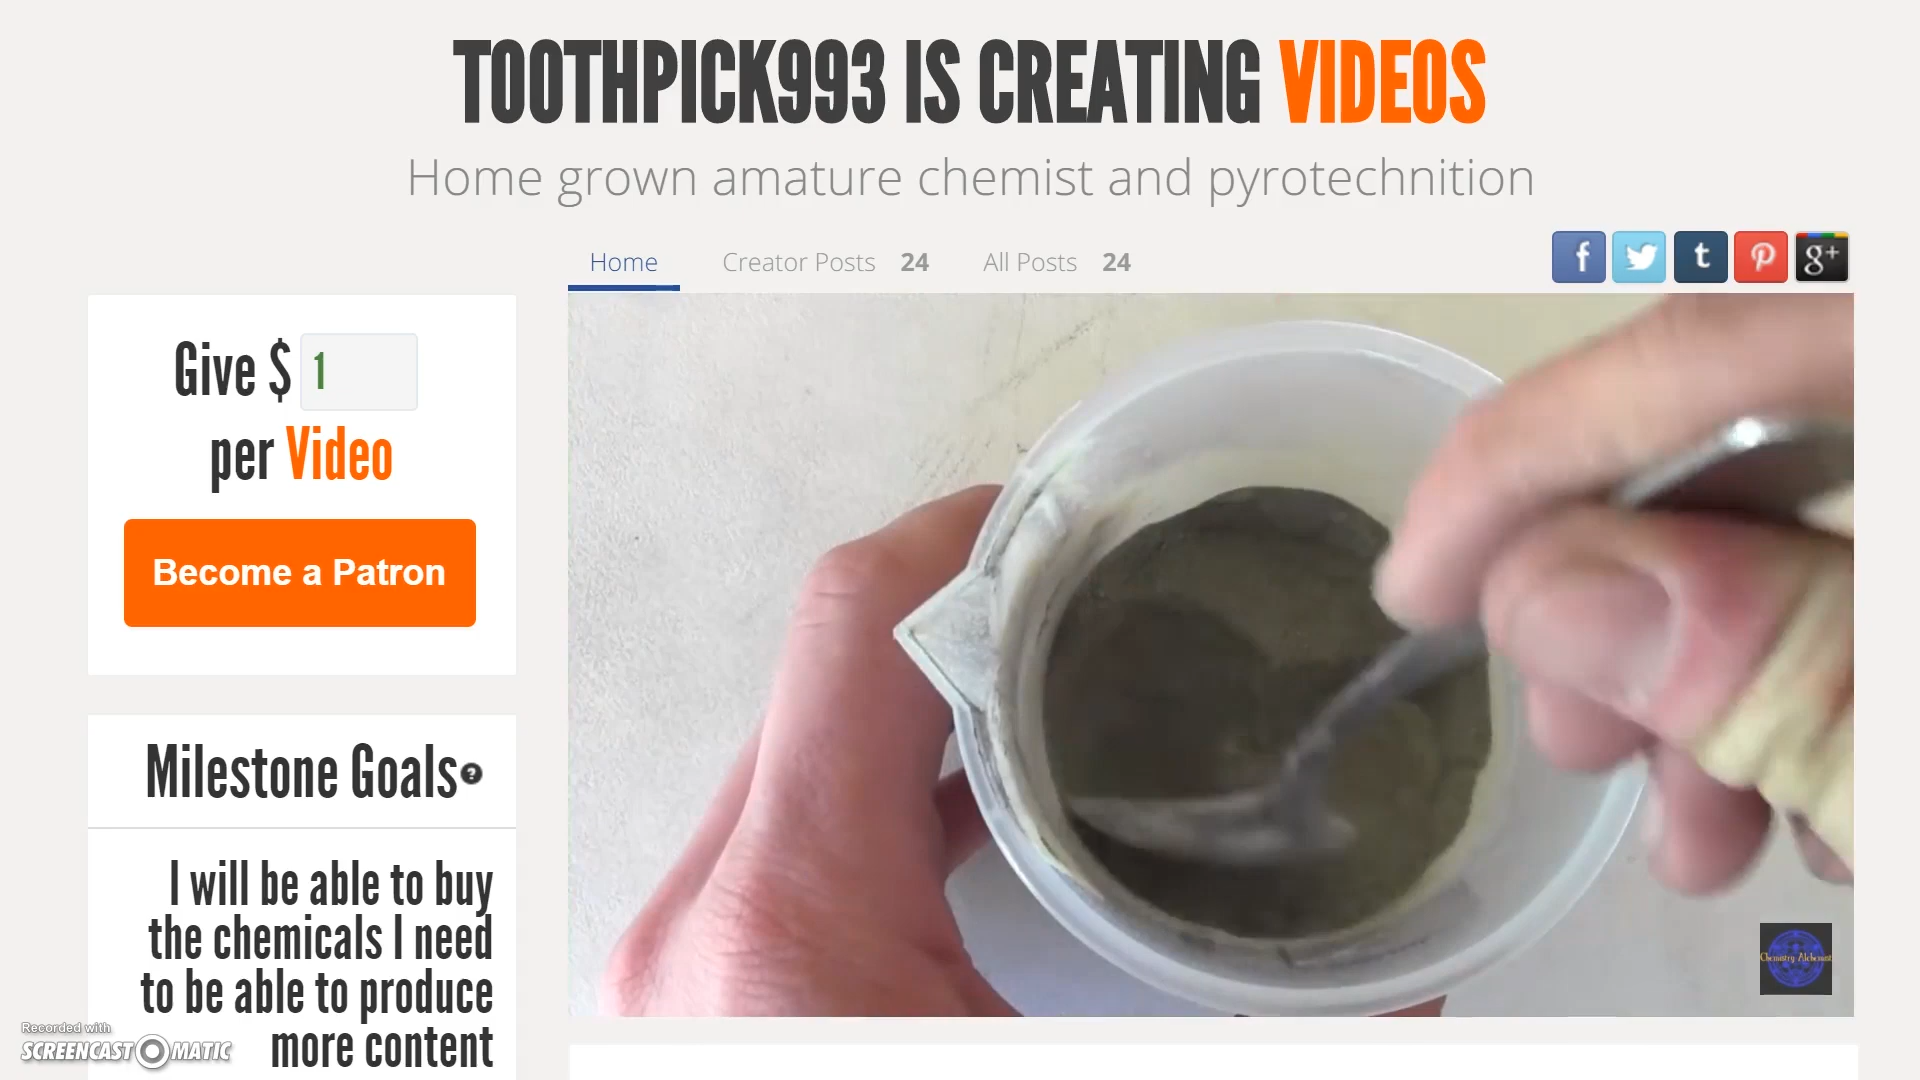 TOOTHPICK993 IS CREATING VIDEOS
Home grown amature chemist and pyrotechnition
Home Creator Posts 24 All Posts 24
f t p g+
Give $ 1
per Video
Become a Patron
Milestone Goals ?
I will be able to buy
the chemicals I need
to be able to produce
more content
Chemistry Alchemist
Recorded with
SCREENCAST-O-MATIC